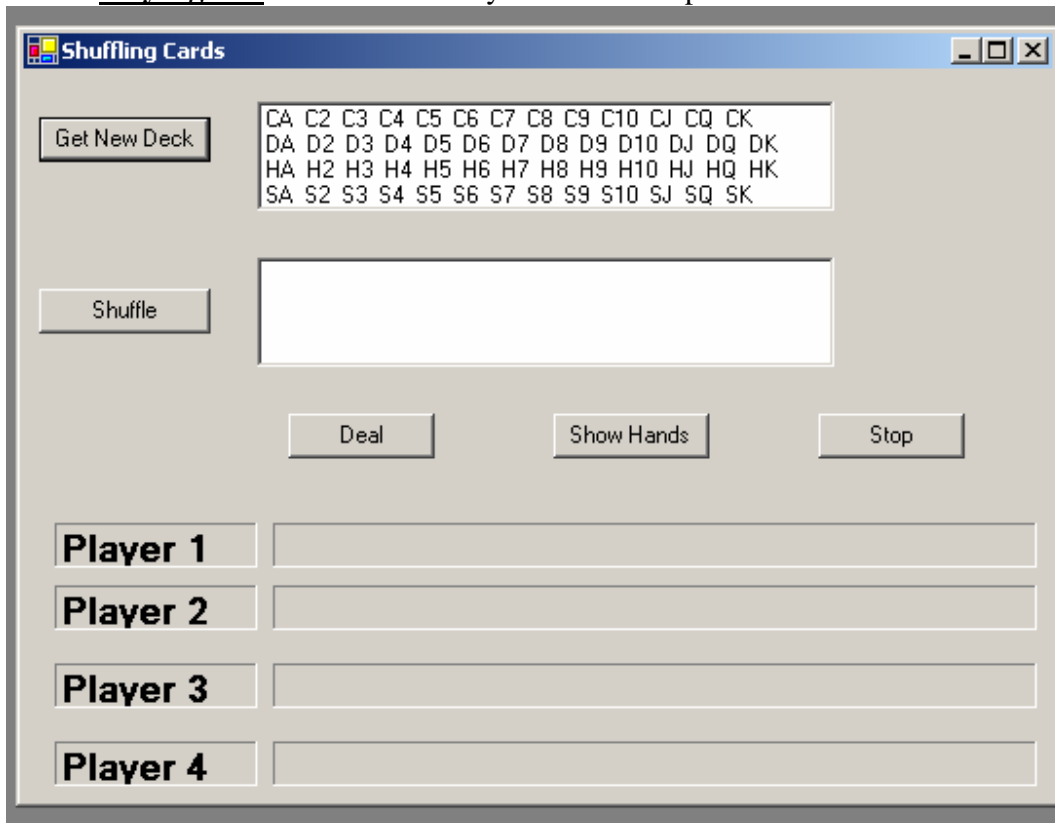 Shuffling Cards
Get New Deck
CA C2 C3 C4 C5 C6 C7 C8 C9 C10 CJ CQ CK
DA D2 D3 D4 D5 D6 D7 D8 D9 D10 DJ DQ DK
HA H2 H3 H4 H5 H6 H7 H8 H9 H10 HJ HQ HK
SA S2 S3 S4 S5 S6 S7 S8 S9 S10 SJ SQ SK
Shuffle
Deal Show Hands Stop
Player 1
Player 2
Player 3
Player 4